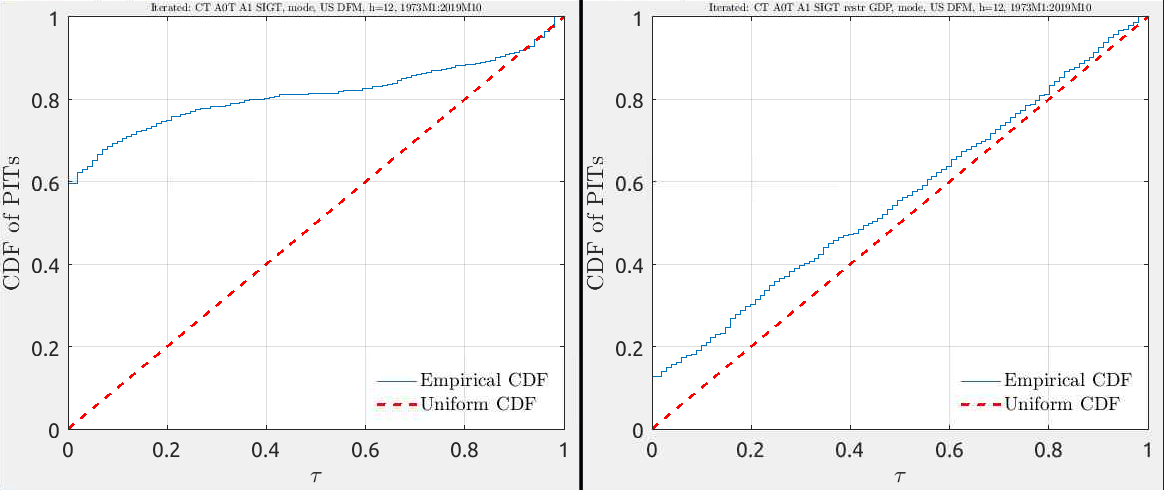 Iterated: CT A0T A1 SIGT, mode, US DFM, h=12, 1973M1:2019M10
1
0.8
0.6
0.4
0.2
0
CDF of PITs
0 0.2 0.4 0.6 0.8 1
τ
Empirical CDF
Uniform CDF
Iterated: CT A0T A1 SIGT restr GDP, mode, US DFM, h=12, 1973M1:2019M10
1
0.8
0.6
0.4
0.2
0
CDF of PITs
0 0.2 0.4 0.6 0.8 1
τ
Empirical CDF
Uniform CDF